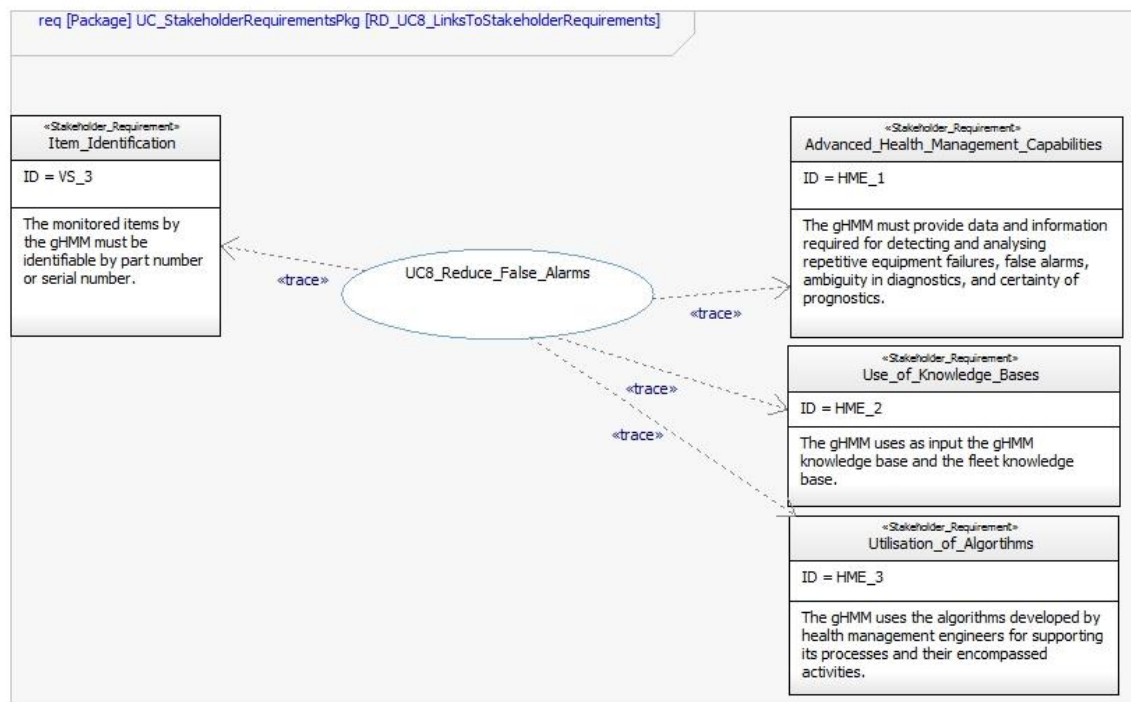 req [Package] UC_StakeholderRequirementsPkg [RD_UC8_LinksToStakeholderRequirements]
«Stakeholder_Requirement»
Item_Identification
ID = VS_3
The monitored items by
the gHMM must be
identifiable by part number
or serial number.
«trace»
UC8_Reduce_False_Alarms
«trace»
«trace»
«trace»
«Stakeholder_Requirement»
Advanced_Health_Management_Capabilities
ID = HME_1
The gHMM must provide data and information
required for detecting and analysing
repetitive equipment failures, false alarms,
ambiguity in diagnostics, and certainty of
prognostics.
«Stakeholder_Requirement»
Use_of_Knowledge_Bases
ID = HME_2
The gHMM uses as input the gHMM
knowledge base and the fleet knowledge
base.
«Stakeholder_Requirement»
Utilisation_of_Algortihms
ID = HME_3
The gHMM uses the algorithms developed by
health management engineers for supporting
its processes and their encompassed
activities.